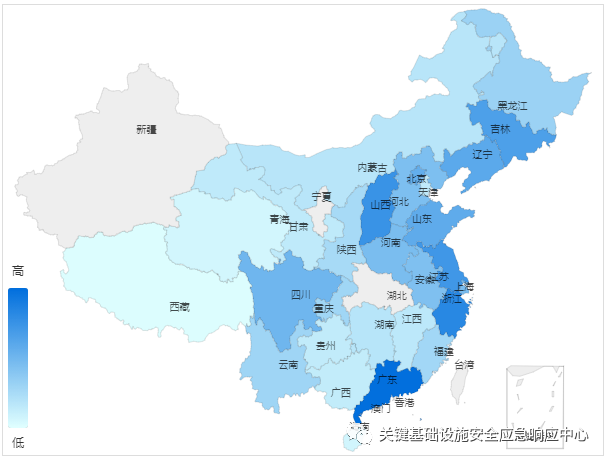 黑龙江
吉林
新疆
辽宁
内蒙古
北京
天津
宁夏
山西
河北
青海
甘肃
山东
陕西
河南
高
西藏
四川
重庆
湖北
安徽
江苏
上海
浙江
湖南
江西
贵州
云南
福建
台湾
广西
广东
澳门
香港
低
关键基础设施安全应急响应中心